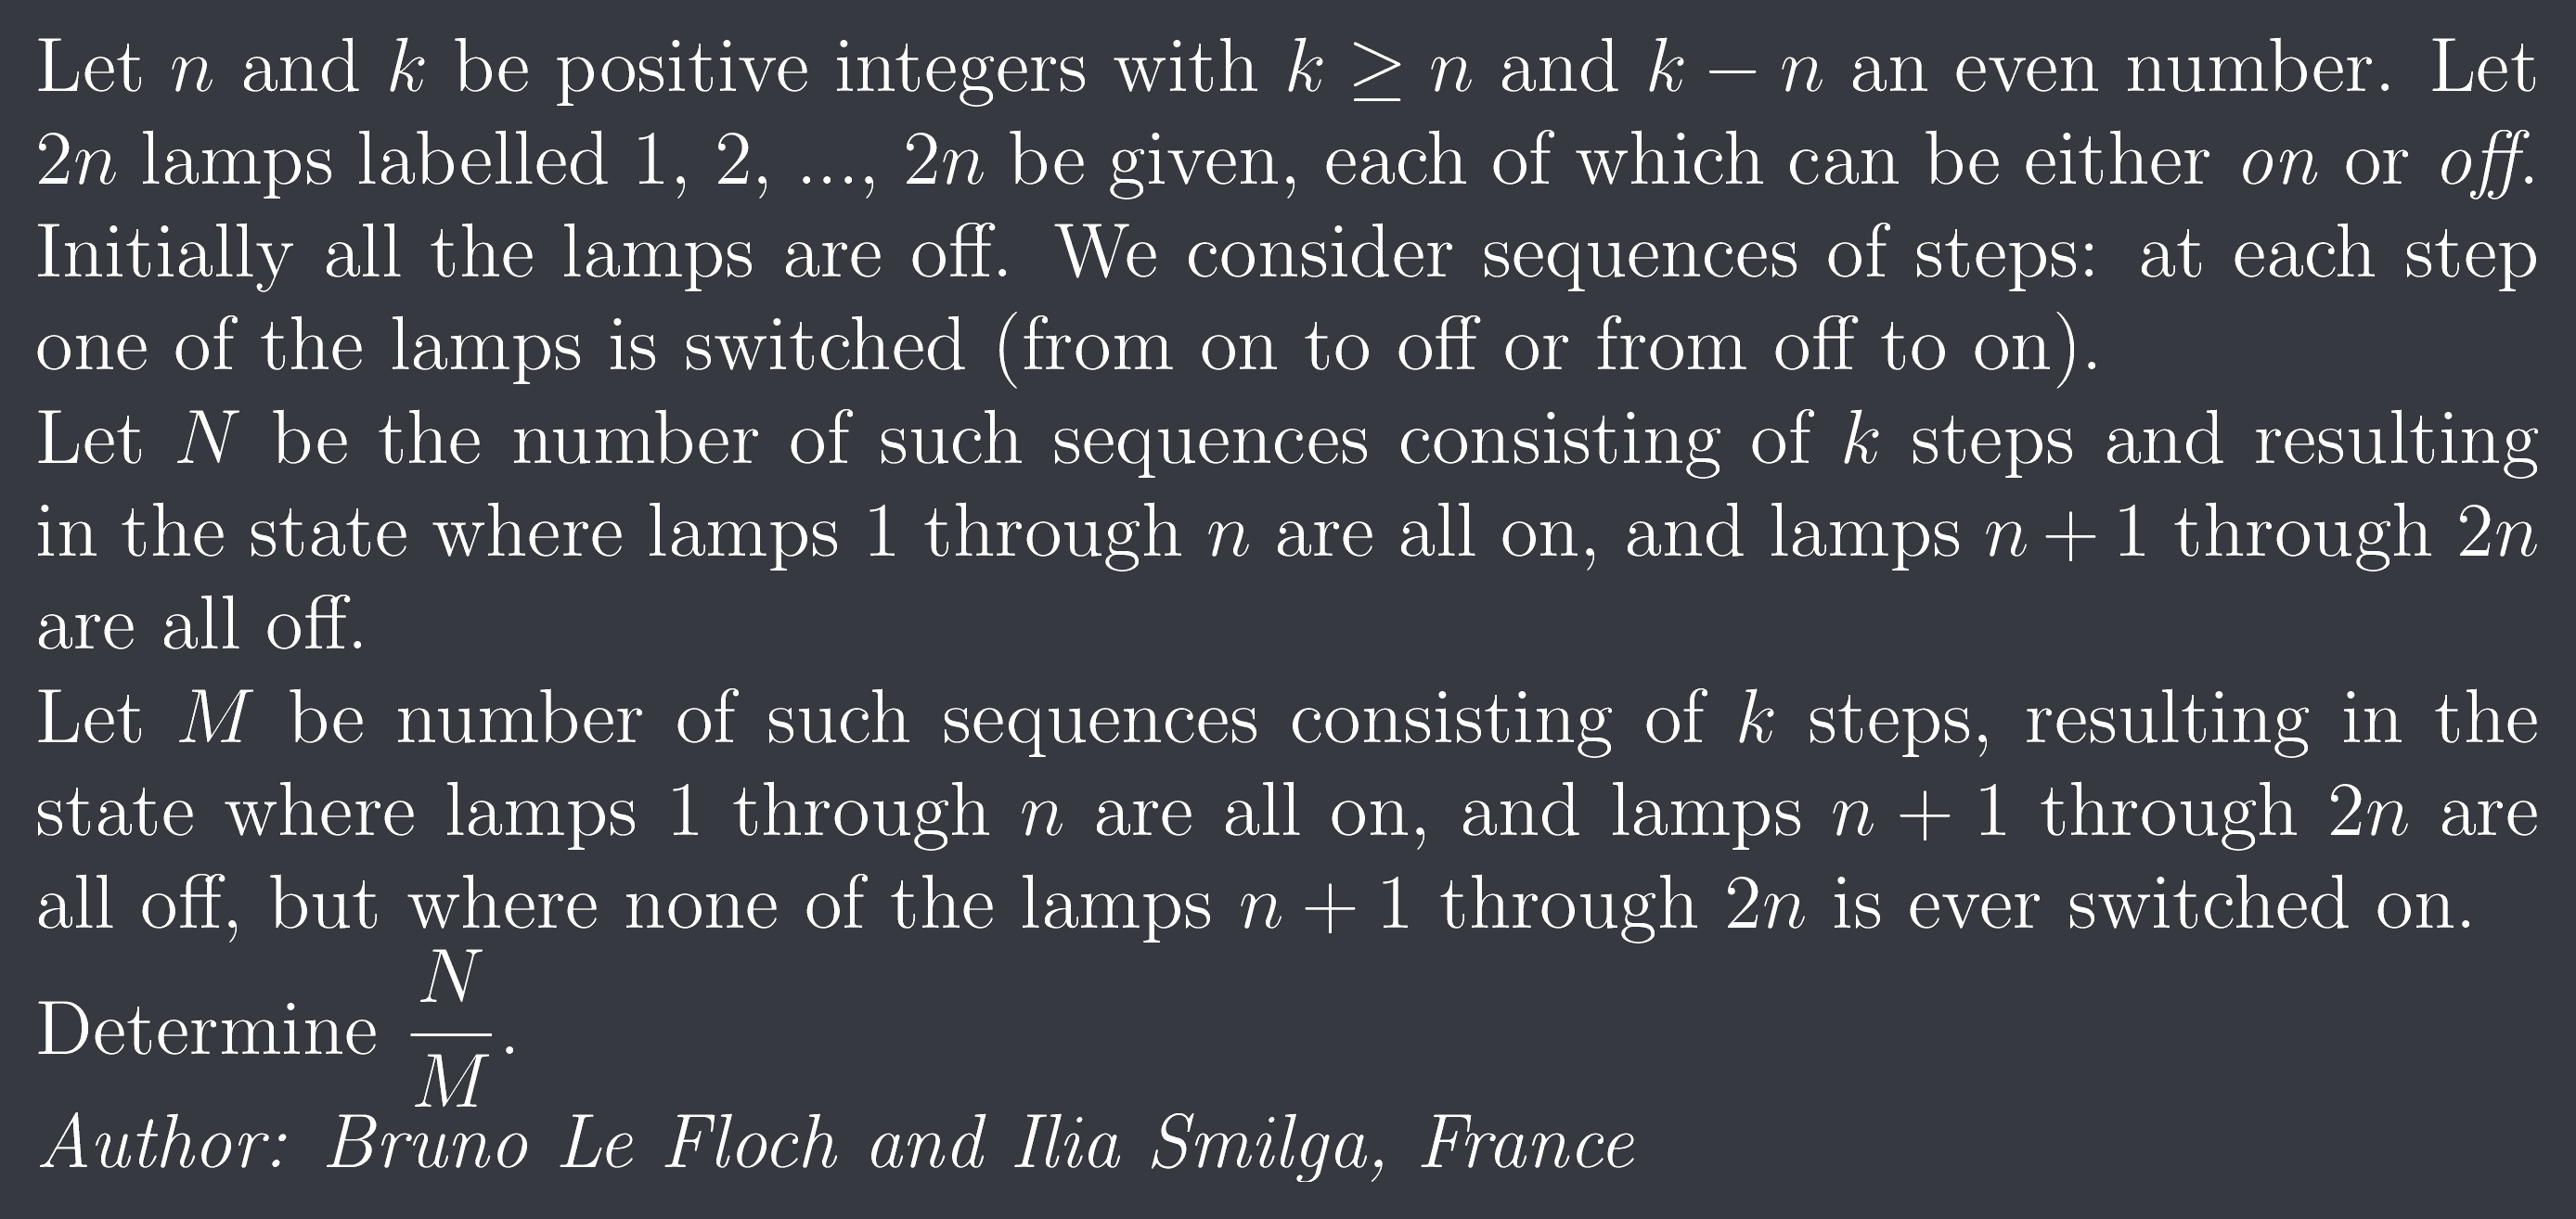 Let n and k be positive integers with k ≥ n and k − n an even number. Let
2n lamps labelled 1, 2, ..., 2n be given, each of which can be either on or off.
Initially all the lamps are off. We consider sequences of steps: at each step
one of the lamps is switched (from on to off or from off to on).
Let N be the number of such sequences consisting of k steps and resulting
in the state where lamps 1 through n are all on, and lamps n + 1 through 2n
are all off.
Let M be number of such sequences consisting of k steps, resulting in the
state where lamps 1 through n are all on, and lamps n + 1 through 2n are
all off, but where none of the lamps n + 1 through 2n is ever switched on.
Determine \frac{N}{M}.
Author: Bruno Le Floch and Ilia Smilga, France